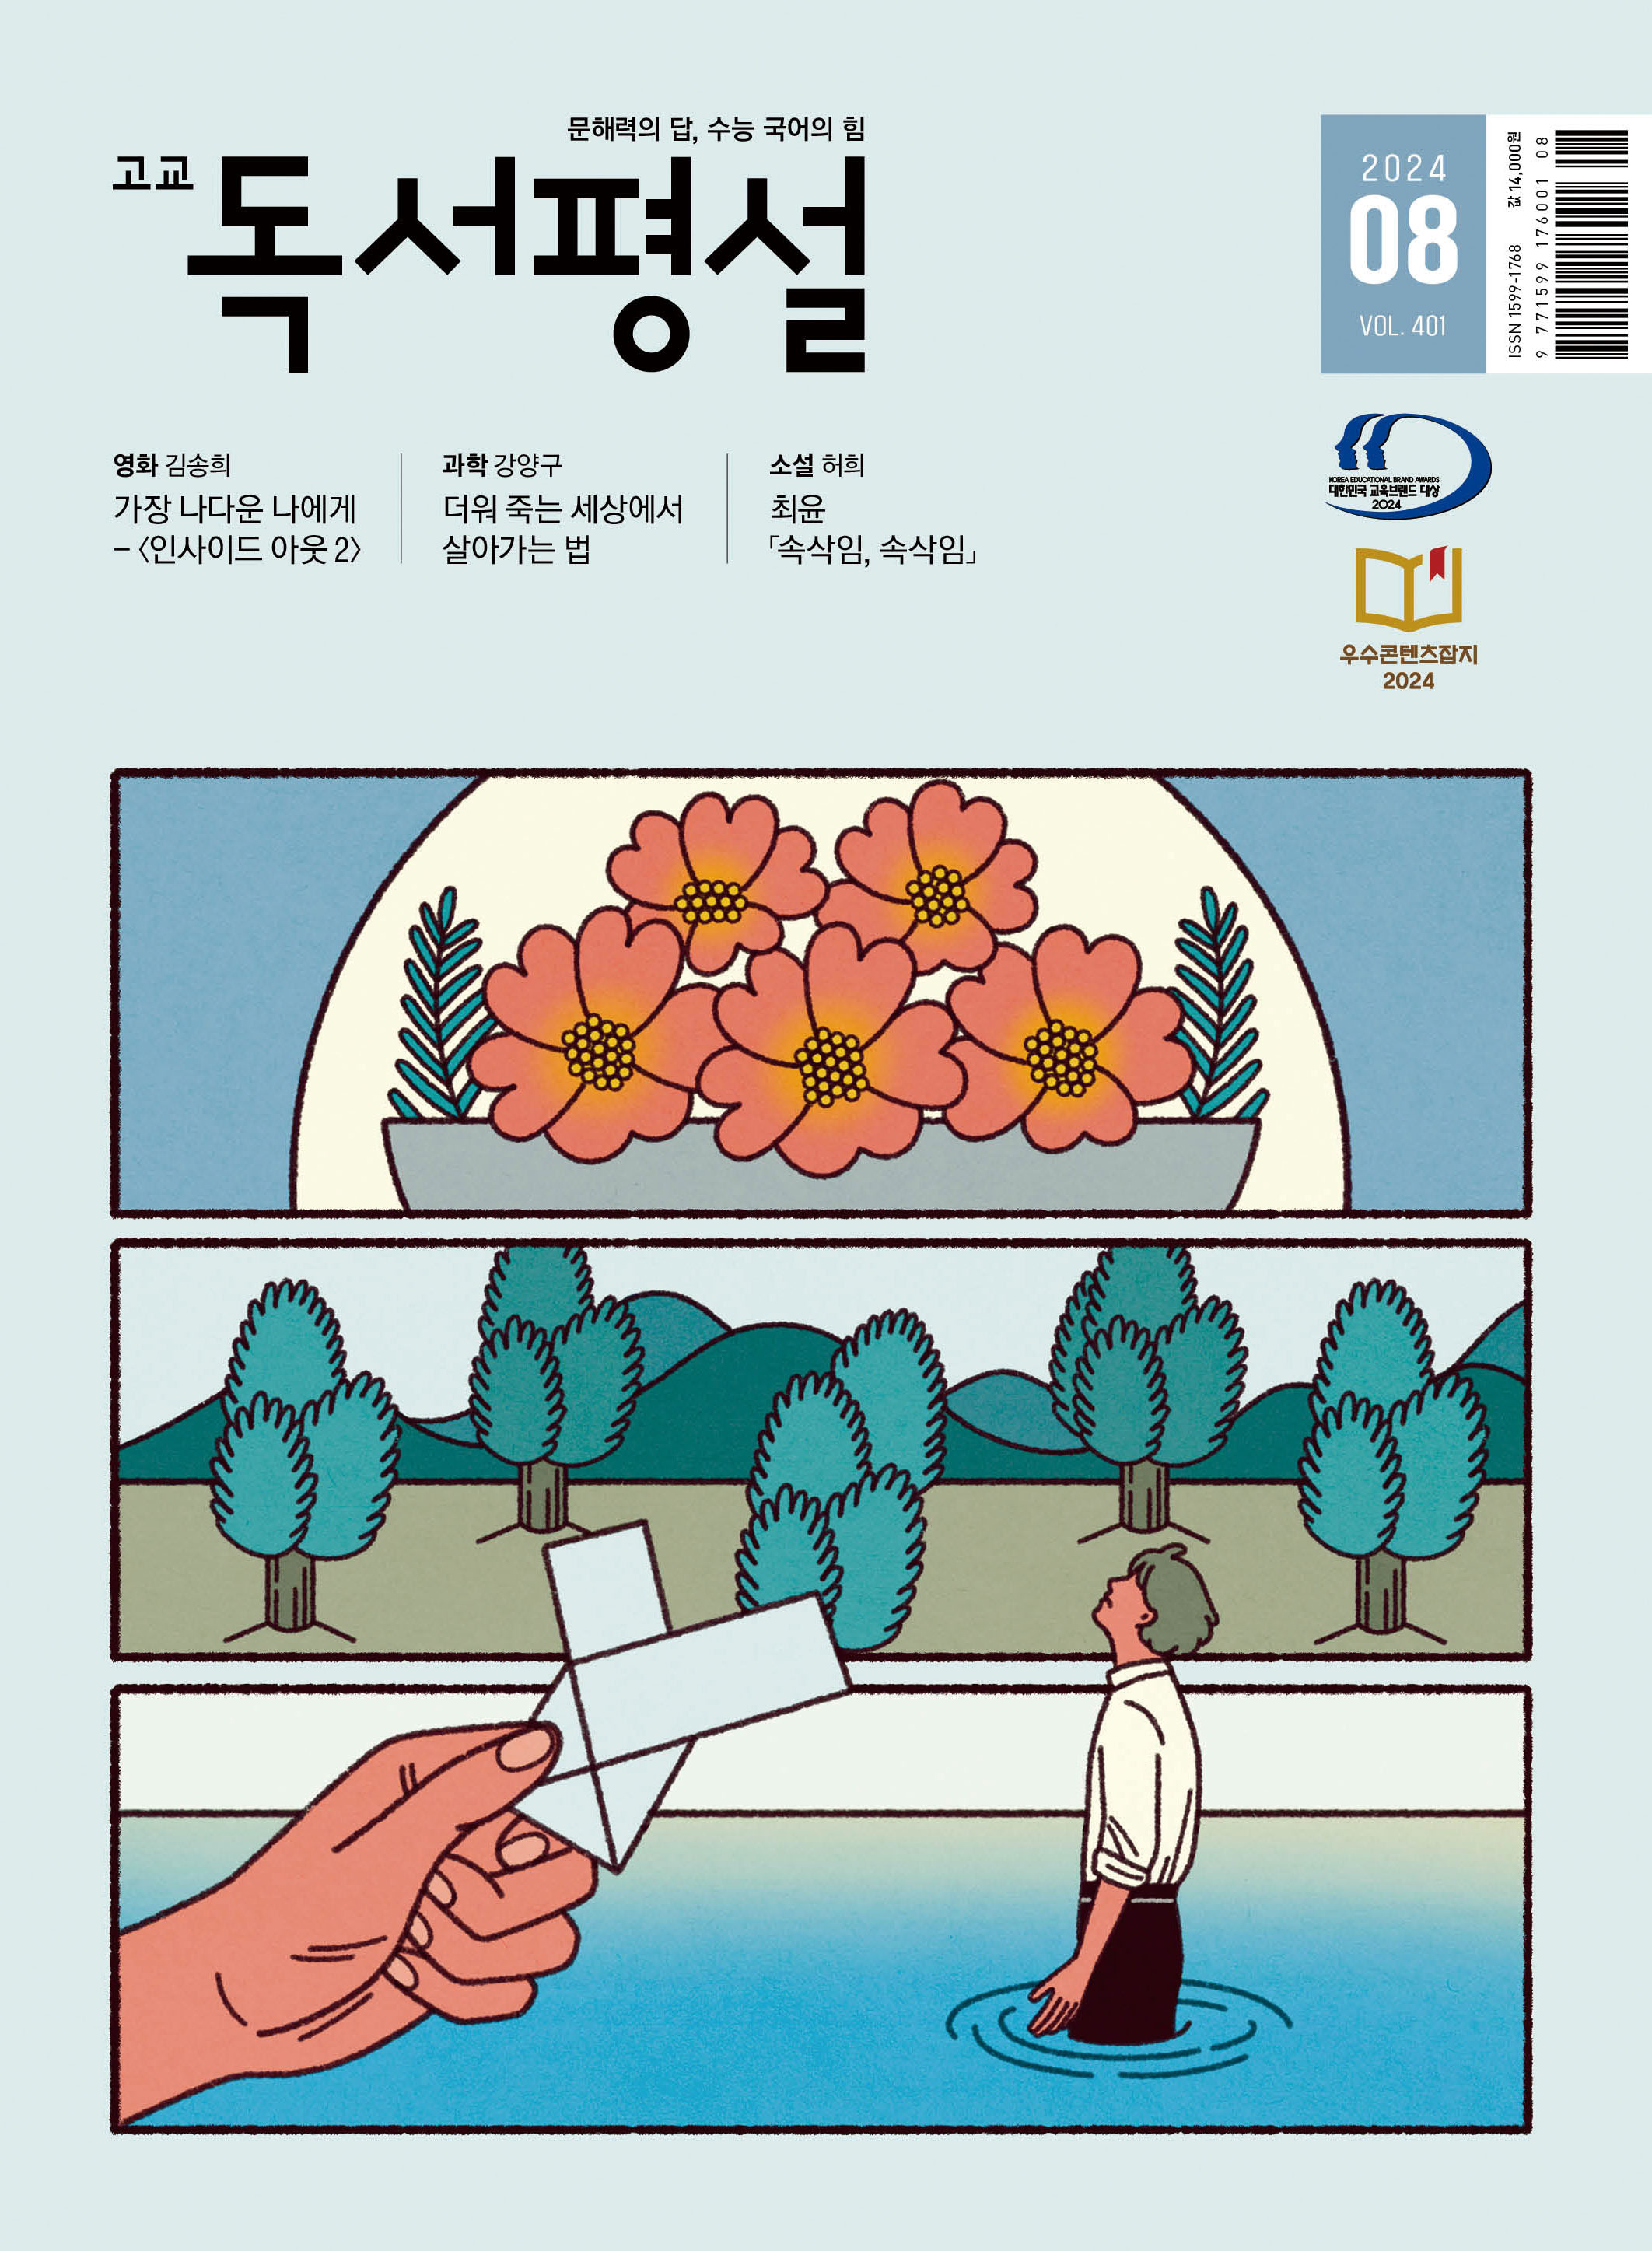 문해력의 답, 수능 국어의 힘
고교
독서평설
2024
08
VOL. 401
값 14,000원
ISSN 1599-1768
9 771599 176001 08
KOREA EDUCATIONAL BRAND AWARDS
대한민국 교육브랜드 대상
2024
우수콘텐츠잡지
2024
영화 김송희
가장 나다운 나에게
– 〈인사이드 아웃 2〉
과학 강양구
더워 죽는 세상에서
살아가는 법
소설 허희
최윤
「속삭임, 속삭임」